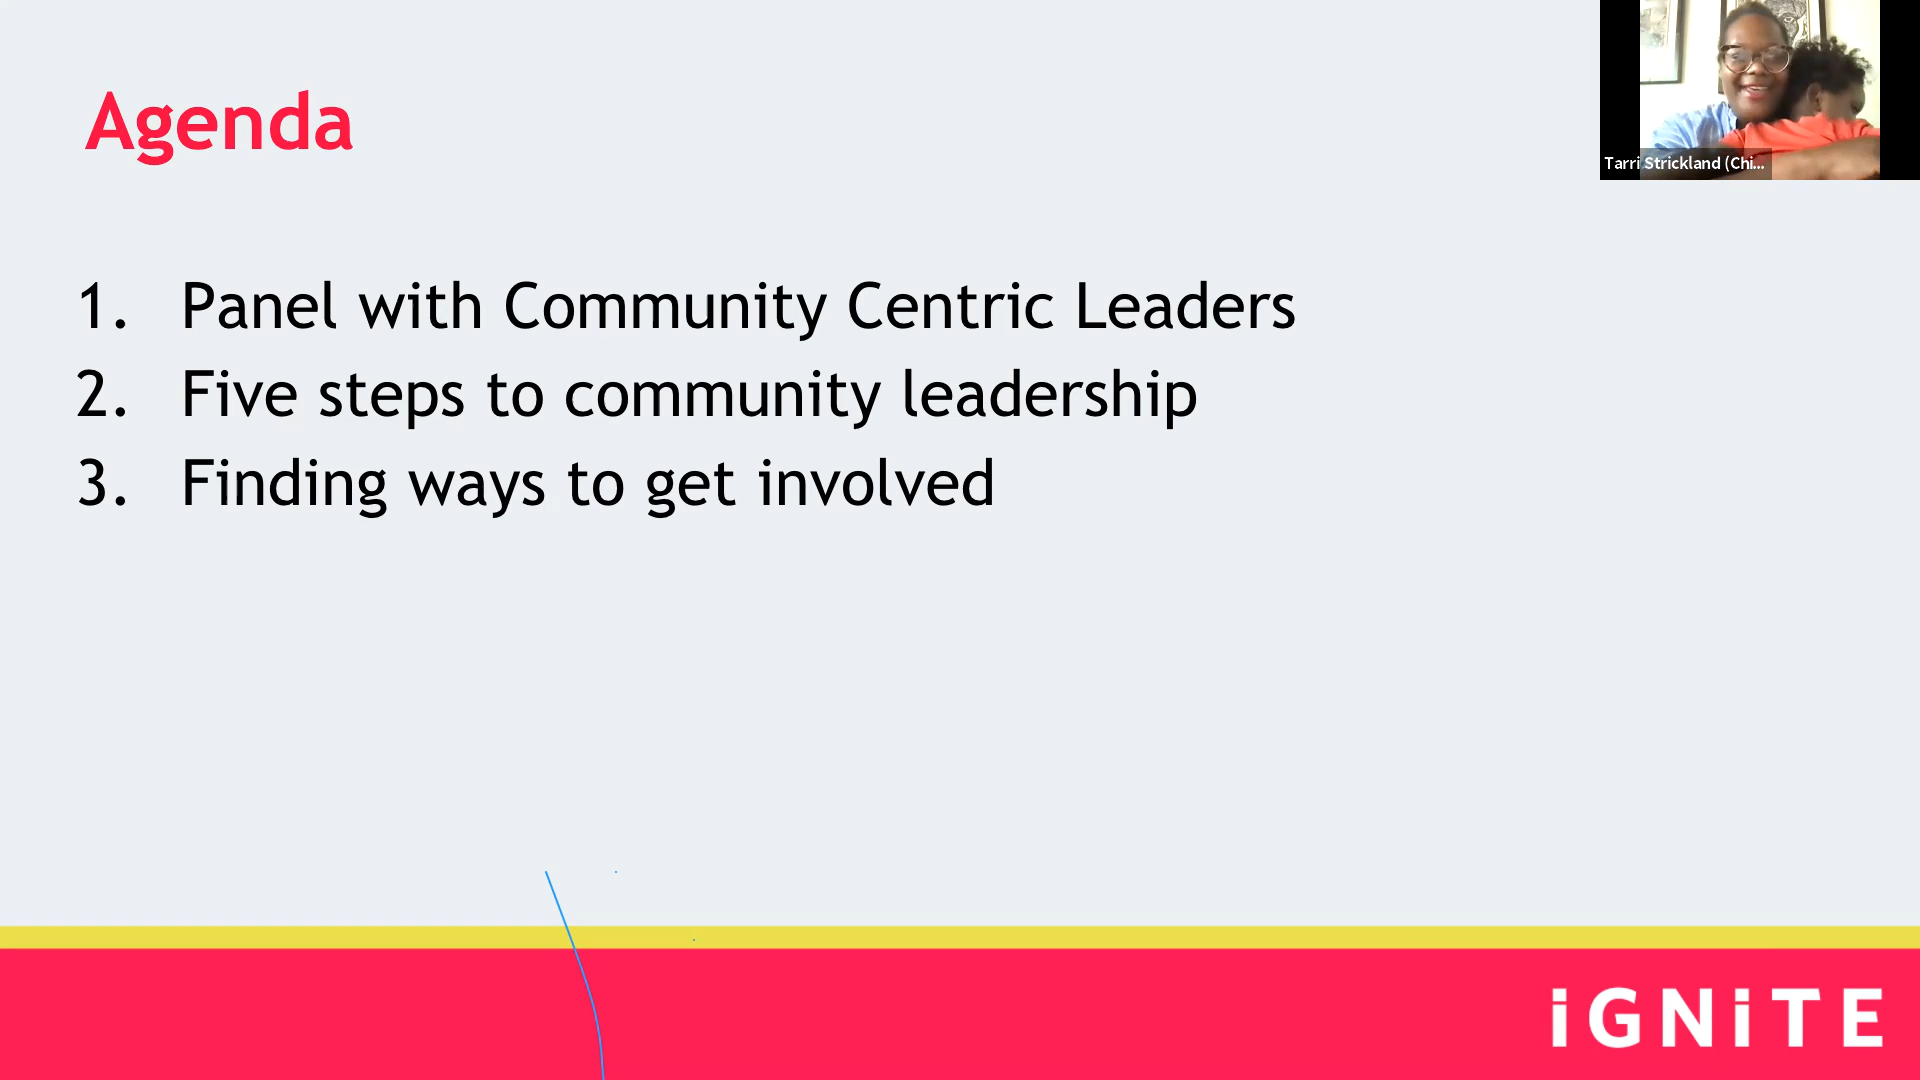 Agenda
Tarri Strickland (Chi...
1. Panel with Community Centric Leaders
2. Five steps to community leadership
3. Finding ways to get involved
iGNiTE